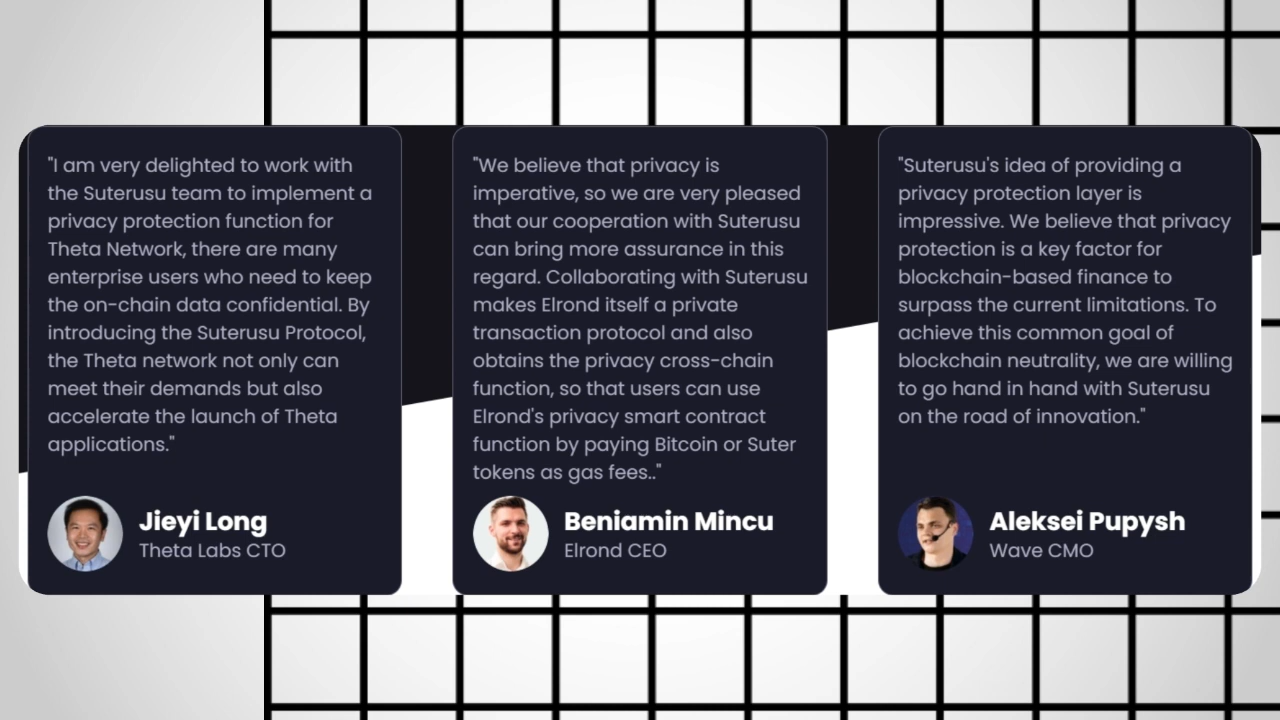 "I am very delighted to work with
the Suterusu team to implement a
privacy protection function for
Theta Network, there are many
enterprise users who need to keep
the on-chain data confidential. By
introducing the Suterusu Protocol,
the Theta network not only can
meet their demands but also
accelerate the launch of Theta
applications."
Jieyi Long
Theta Labs CTO
"We believe that privacy is
imperative, so we are very pleased
that our cooperation with Suterusu
can bring more assurance in this
regard. Collaborating with Suterusu
makes Elrond itself a private
transaction protocol and also
obtains the privacy cross-chain
function, so that users can use
Elrond's privacy smart contract
function by paying Bitcoin or Suter
tokens as gas fees.."
Beniamin Mincu
Elrond CEO
"Suterusu's idea of providing a
privacy protection layer is
impressive. We believe that privacy
protection is a key factor for
blockchain-based finance to
surpass the current limitations. To
achieve this common goal of
blockchain neutrality, we are willing
to go hand in hand with Suterusu
on the road of innovation."
Aleksei Pupysh
Wave CMO